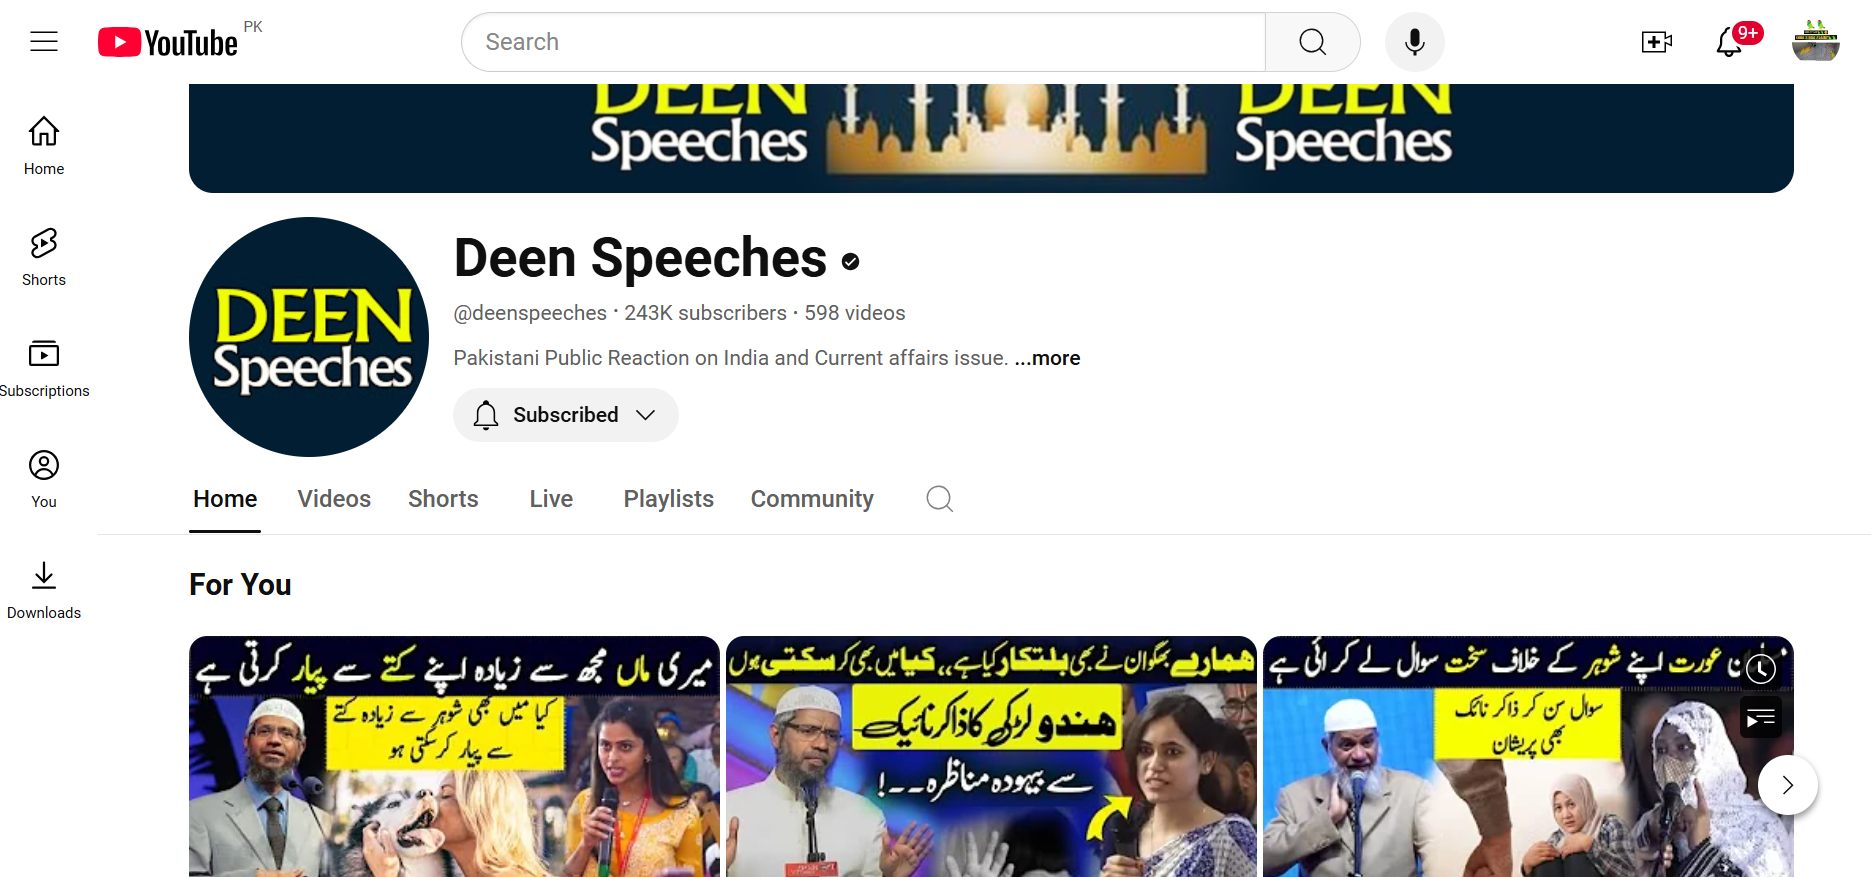 YouTube PK
Search
9+
Home
Shorts
Subscriptions
You
Downloads
DEEN DEEN
Speeches Speeches
DEEN
Speeches
Deen Speeches
@deenspeeches · 243K subscribers · 598 videos
Pakistani Public Reaction on India and Current affairs issue. ...more
Subscribed
Home Videos Shorts Live Playlists Community
For You
میری ماں مجھ سے زیادہ اپنے کتے سے پیار کرتی ہے
کیا میں بھی شوہر سے زیادہ کتے
سے پیار کرسکتی ہو
ہمارے بھگوان نے بھی بلتکار کیا ہے،، کیا میں بھی کر سکتی ہوں
ہندو لڑکی کا ذاکر نائیک
سے بیہودہ مناظرہ ۔۔!
عورت اپنے شوہر کے خلاف سخت سوال لے کر ائی ہے
سوال سن کر ذاکر نائک
بھی پریشان